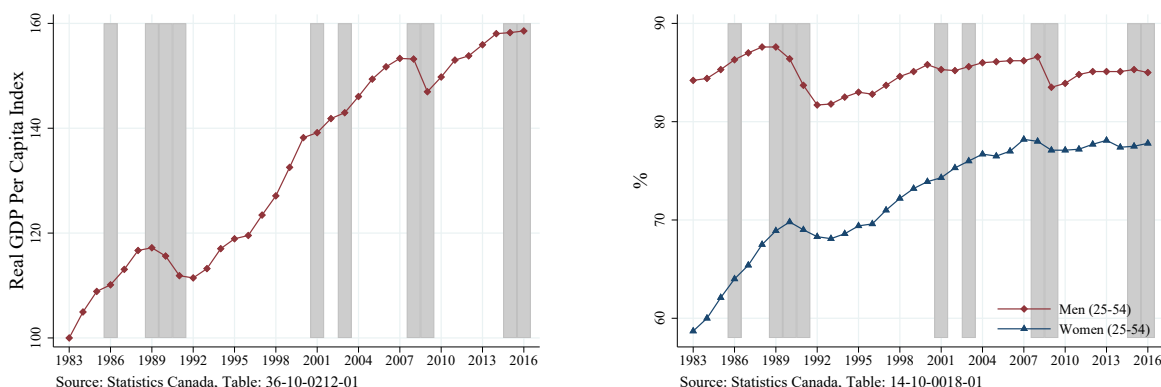 Real GDP Per Capita Index
160
140
120
100
1983 1986 1989 1992 1995 1998 2001 2004 2007 2010 2013 2016
Source: Statistics Canada, Table: 36-10-0212-01
%
90
80
70
60
Men (25-54)
Women (25-54)
1983 1986 1989 1992 1995 1998 2001 2004 2007 2010 2013 2016
Source: Statistics Canada, Table: 14-10-0018-01